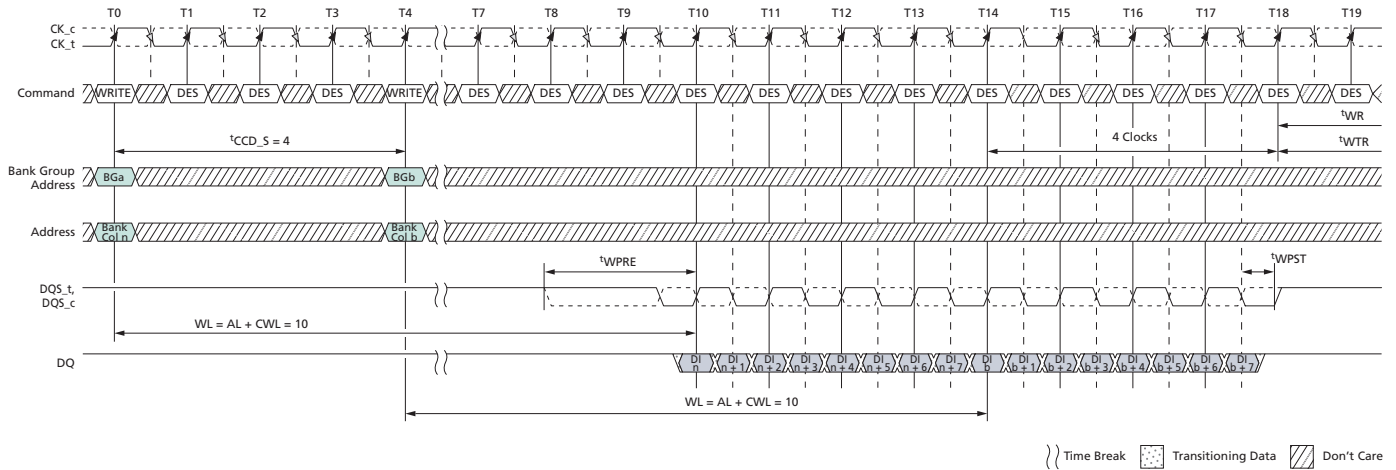 T0 T1 T2 T3 T4 T7 T8 T9 T10 T11 T12 T13 T14 T15 T16 T17 T18 T19
CK_c
CK_t
Command WRITE DES DES DES WRITE DES DES DES DES DES DES DES DES DES DES DES DES DES
tWR
tCCD_S = 4 4 Clocks tWTR
Bank Group
Address BGa BGb
Address Bank Col n Bank Col b
tWPRE tWPST
DQS_t,
DQS_c
WL = AL + CWL = 10
DQ DI n DI n + 1 DI n + 2 DI n + 3 DI n + 4 DI n + 5 DI n + 6 DI n + 7 DI b DI b + 1 DI b + 2 DI b + 3 DI b + 4 DI b + 5 DI b + 6 DI b + 7
WL = AL + CWL = 10
Time Break Transitioning Data Don't Care